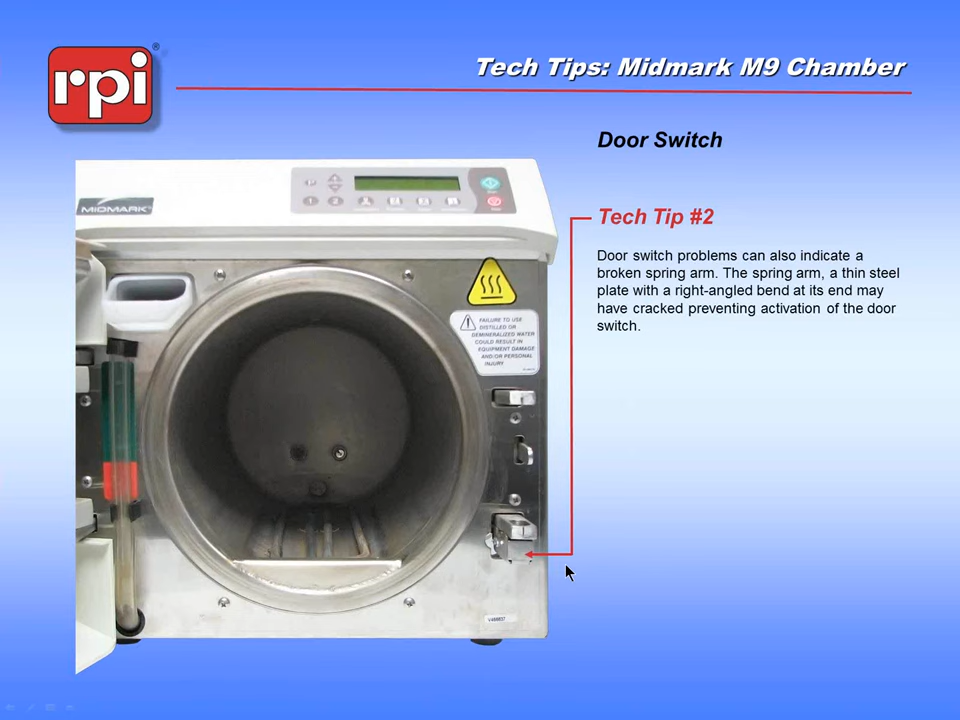 rpi®
Tech Tips: Midmark M9 Chamber
Door Switch
Tech Tip #2
Door switch problems can also indicate a
broken spring arm. The spring arm, a thin steel
plate with a right-angled bend at its end may
have cracked preventing activation of the door
switch.
MIDMARK
P
1 2
FAILURE TO USE
DISTILLED OR
DEMINERALIZED WATER
COULD RESULT IN
EQUIPMENT DAMAGE
AND/OR PERSONAL
INJURY